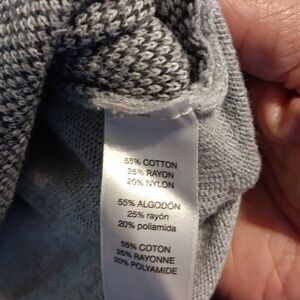 55% COTTON
25% RAYON
20% NYLON
55% ALGODÓN
25% rayón
20% poliamida
55% COTON
25% RAYONNE
20% POLYAMIDE